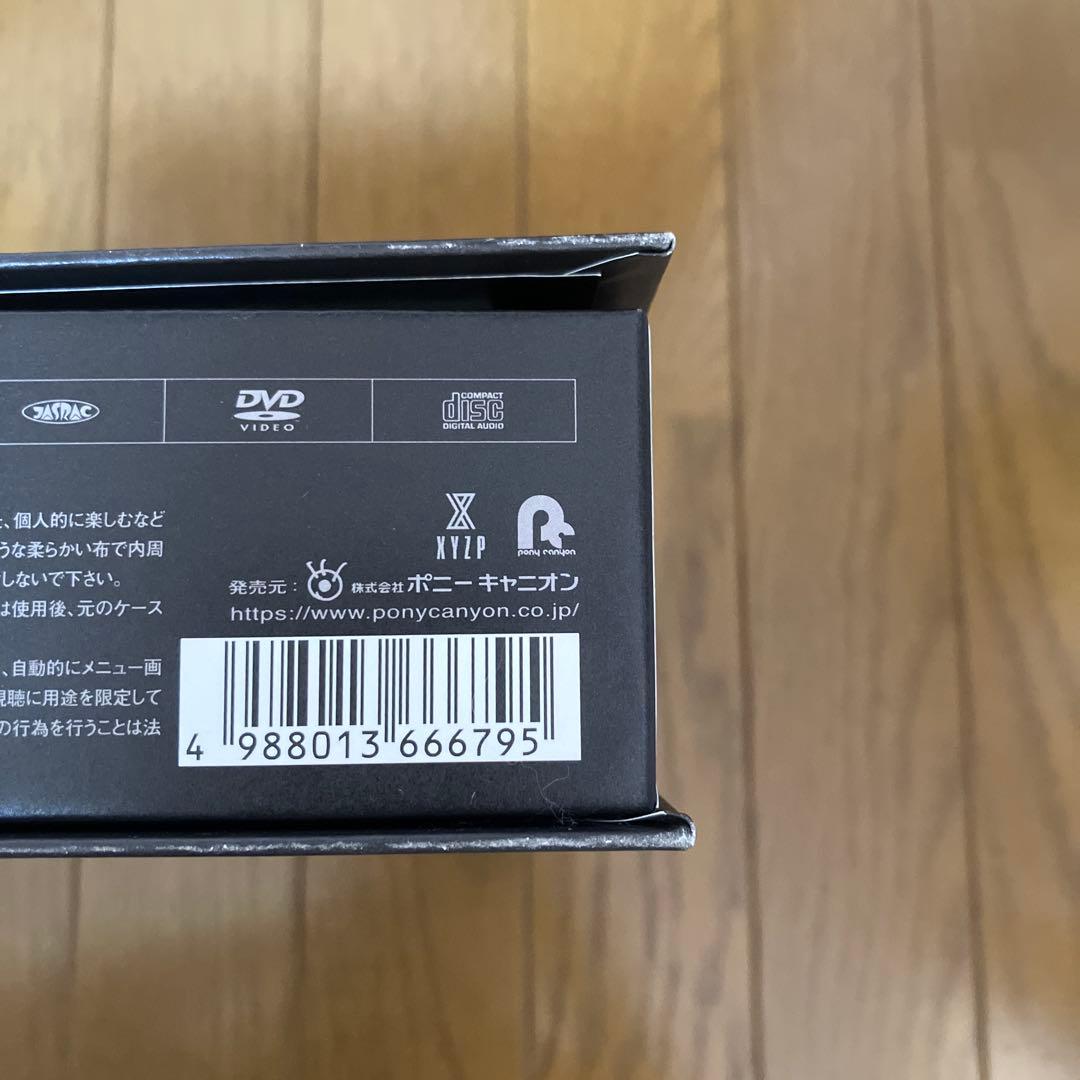 JASRAC
DVD
VIDEO
COMPACT
disc
DIGITAL AUDIO
、個人的に楽しむなど
うな柔らかい布で内周
しないで下さい。
は使用後、元のケース
、自動的にメニュー画
視聴に用途を限定して
の行為を行うことは法
XYZP
pony canyon
発売元: 株式会社 ポニーキャニオン
https://www.ponycanyon.co.jp/
4 988013 666795